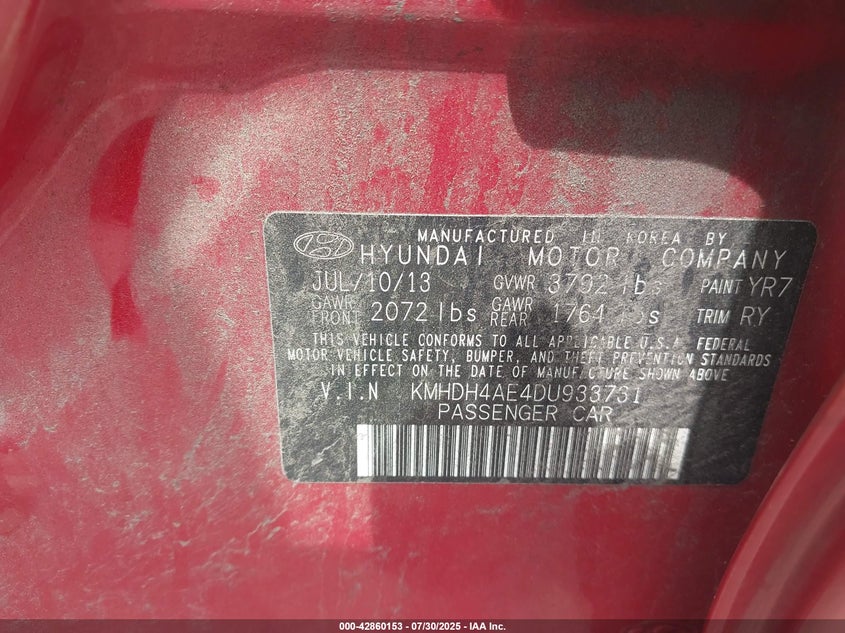 MANUFACTURED IN KOREA BY
HYUNDAI MOTOR COMPANY
JUL/10/13 GVWR 3792 lbs PAINT YR7
GAWR FRONT 2072 lbs GAWR REAR 1764 lbs TRIM RY
THIS VEHICLE CONFORMS TO ALL APPLICABLE U.S.A. FEDERAL
MOTOR VEHICLE SAFETY, BUMPER, AND THEFT PREVENTION STANDARDS
IN EFFECT ON THE DATE OF MANUFACTURE SHOWN ABOVE
V.I.N KMHDH4AE4DU933731
PASSENGER CAR
000-42860153 - 07/30/2025 - IAA Inc.